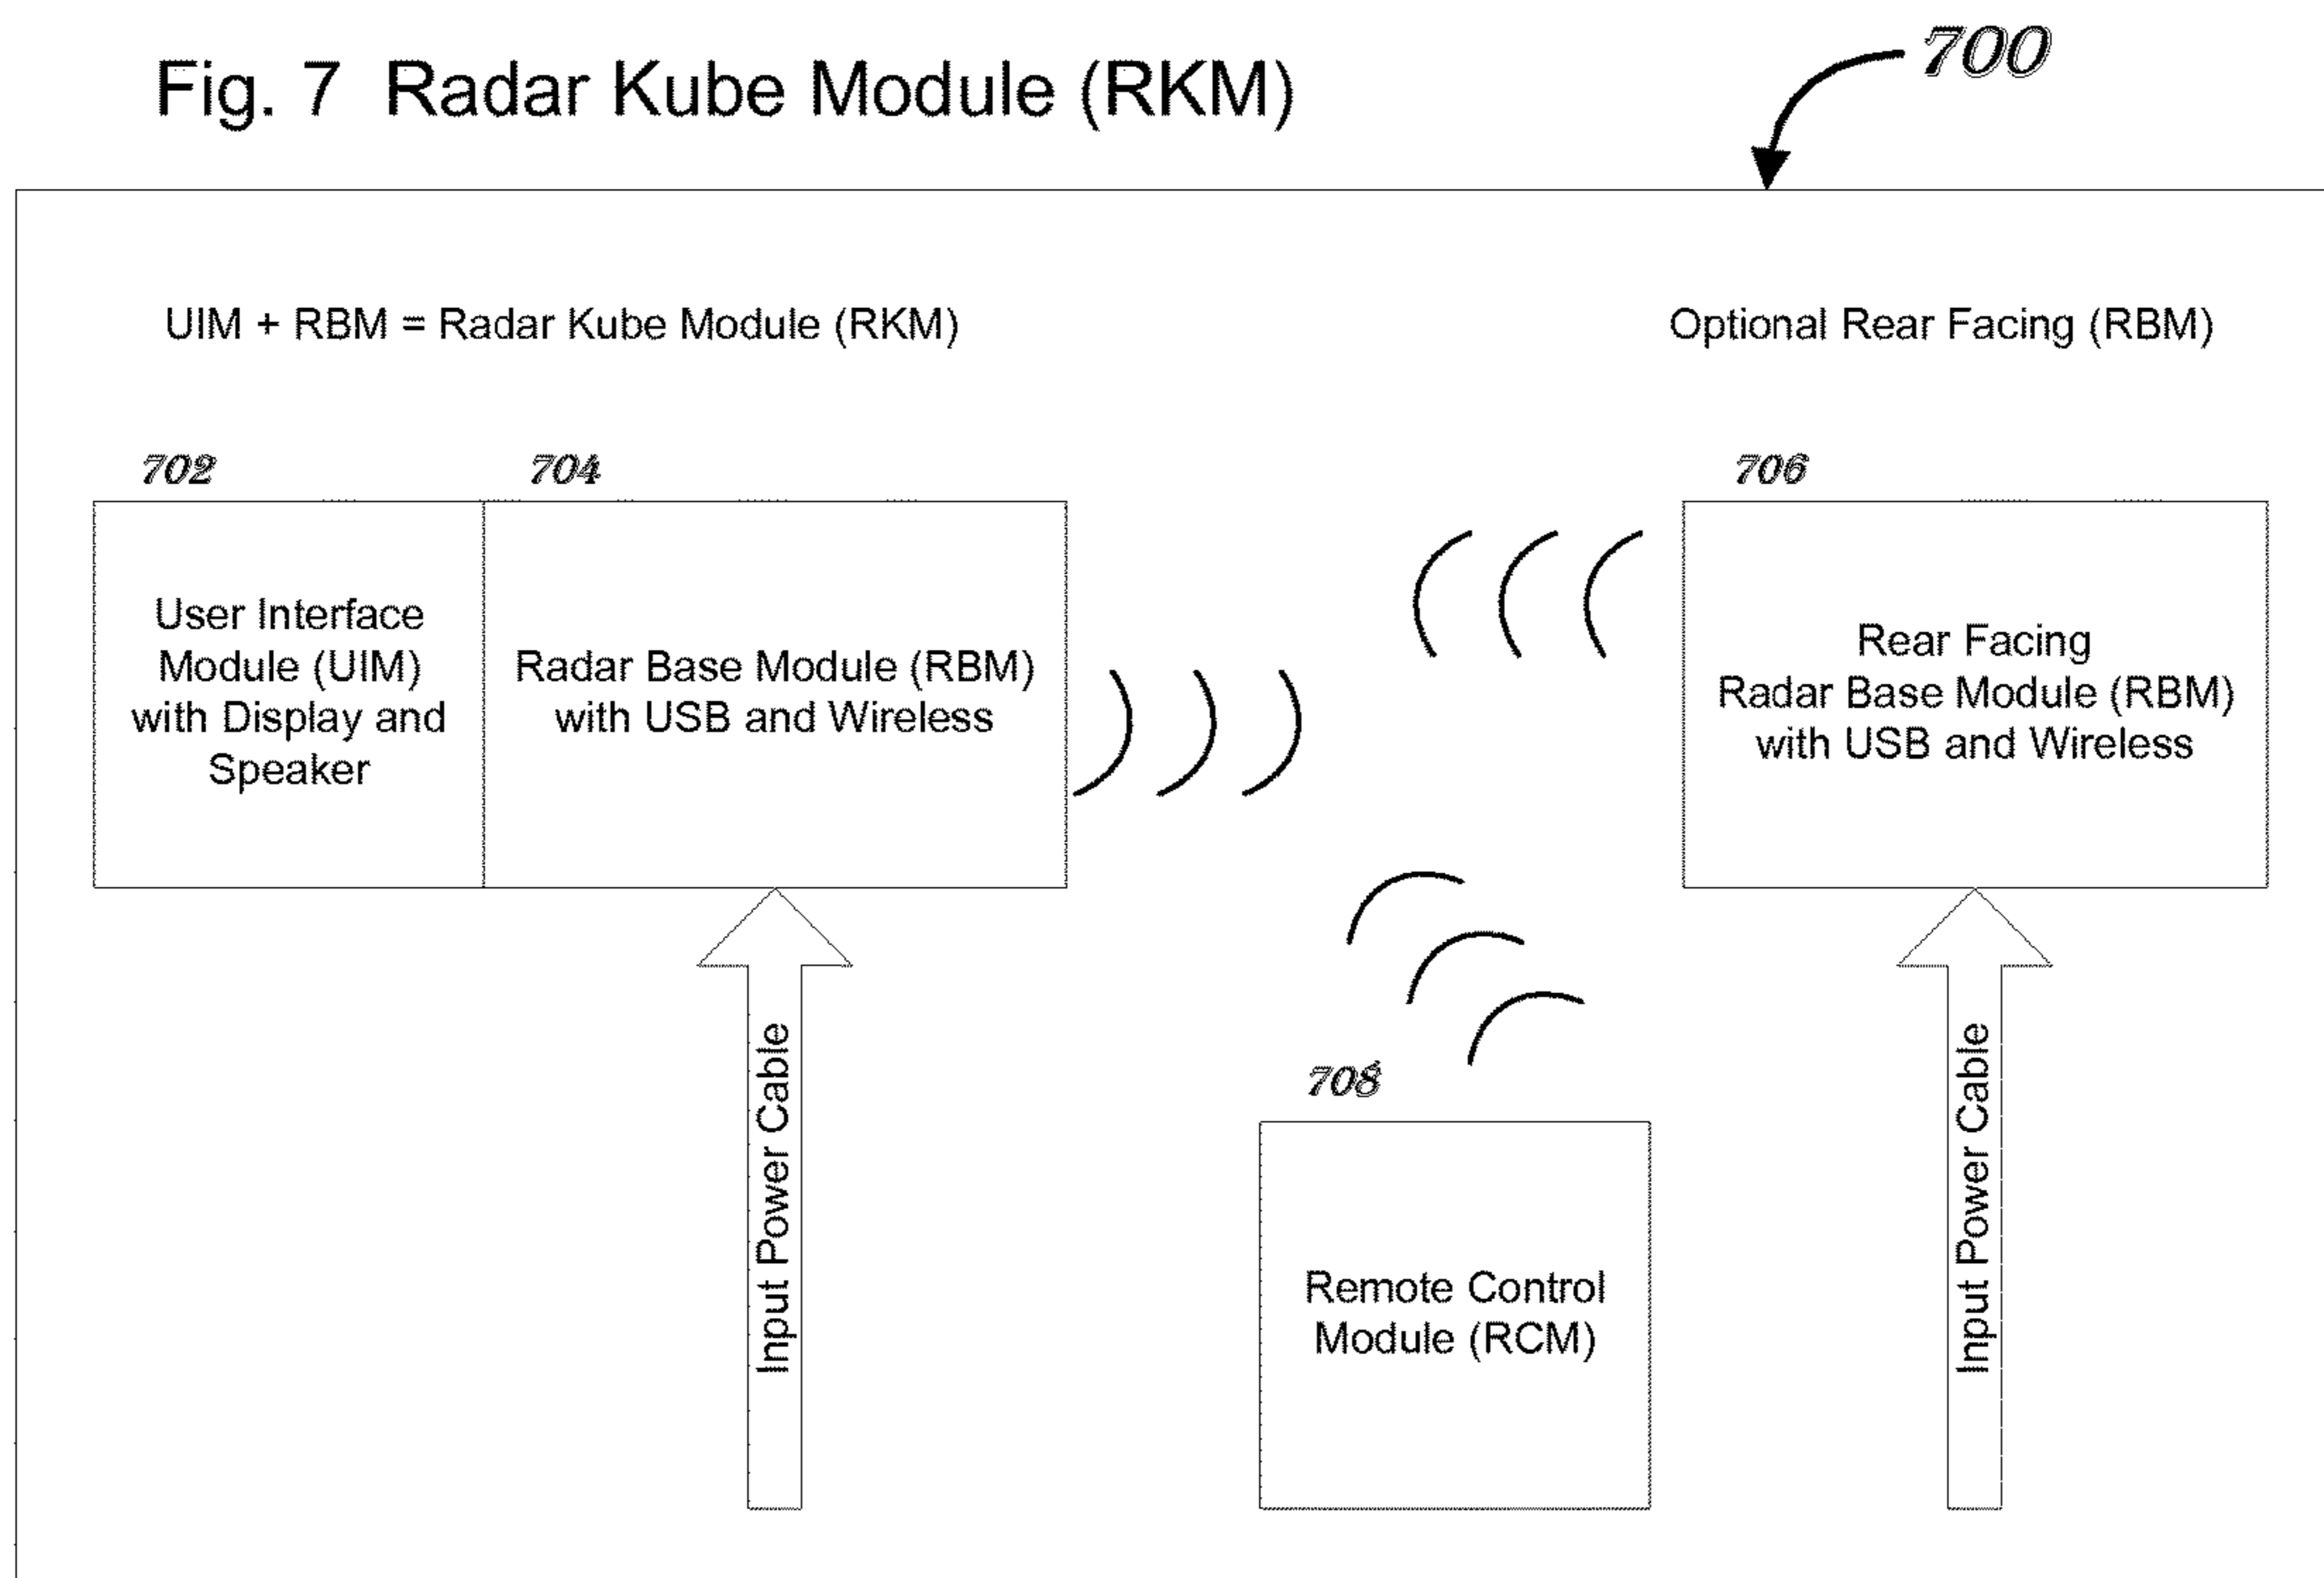 Fig. 7 Radar Kube Module (RKM)
700
UIM + RBM = Radar Kube Module (RKM)
Optional Rear Facing (RBM)
702
704
706
User Interface
Module (UIM)
with Display and
Speaker
Radar Base Module (RBM)
with USB and Wireless
Rear Facing
Radar Base Module (RBM)
with USB and Wireless
Input Power Cable
708
Remote Control
Module (RCM)
Input Power Cable